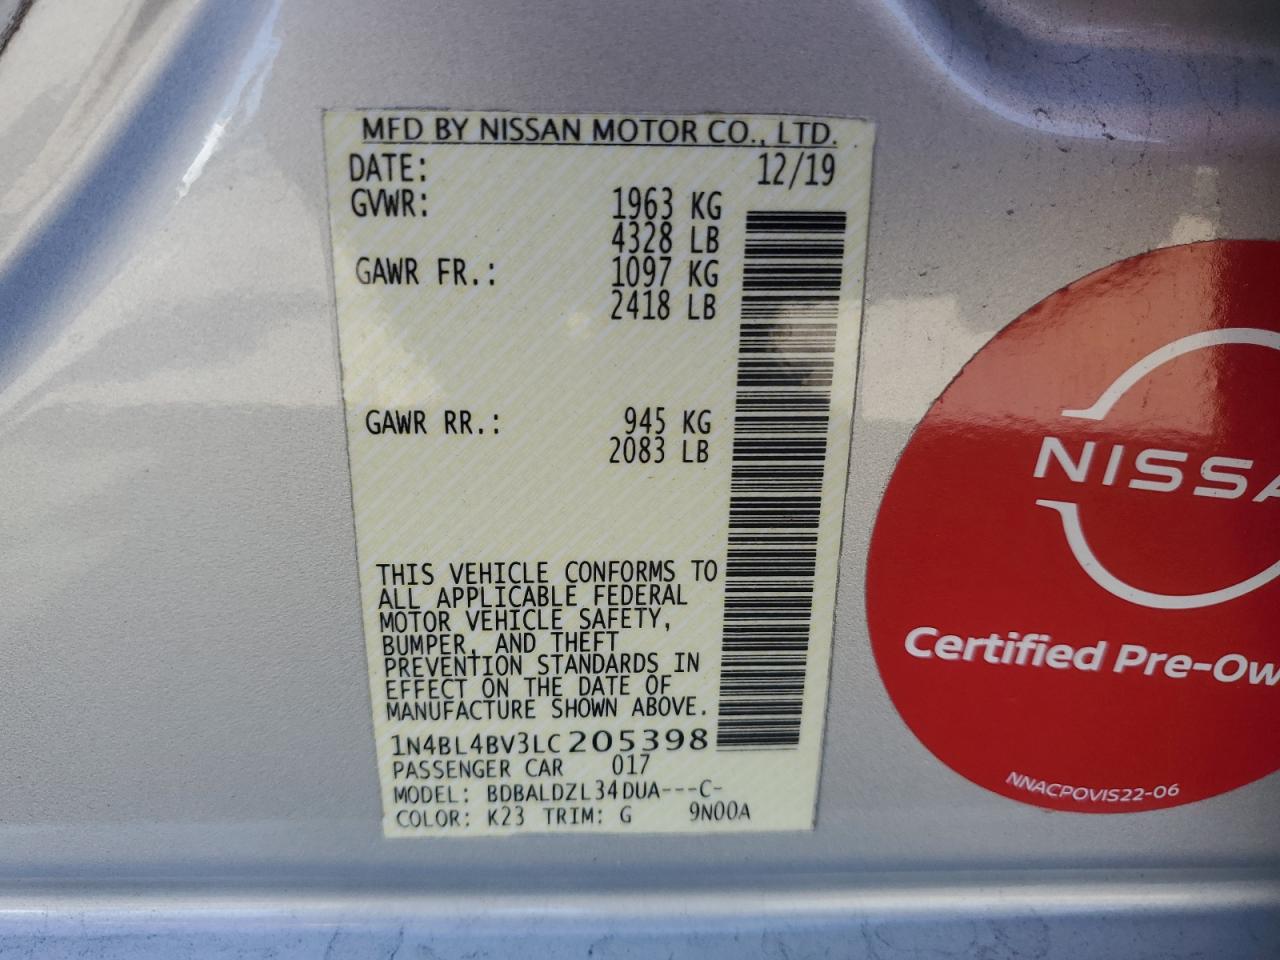 MFD BY NISSAN MOTOR CO., LTD.
DATE: 12/19
GVWR: 1963 KG
4328 LB
GAWR FR.: 1097 KG
2418 LB
GAWR RR.: 945 KG
2083 LB
THIS VEHICLE CONFORMS TO
ALL APPLICABLE FEDERAL
MOTOR VEHICLE SAFETY,
BUMPER, AND THEFT
PREVENTION STANDARDS IN
EFFECT ON THE DATE OF
MANUFACTURE SHOWN ABOVE.
1N4BL4BV3LC205398
PASSENGER CAR 017
MODEL: BDBALDZL34DUA---C-
COLOR: K23 TRIM: G 9N00A
NISSA
Certified Pre-Ow
NNACPOVIS22-06